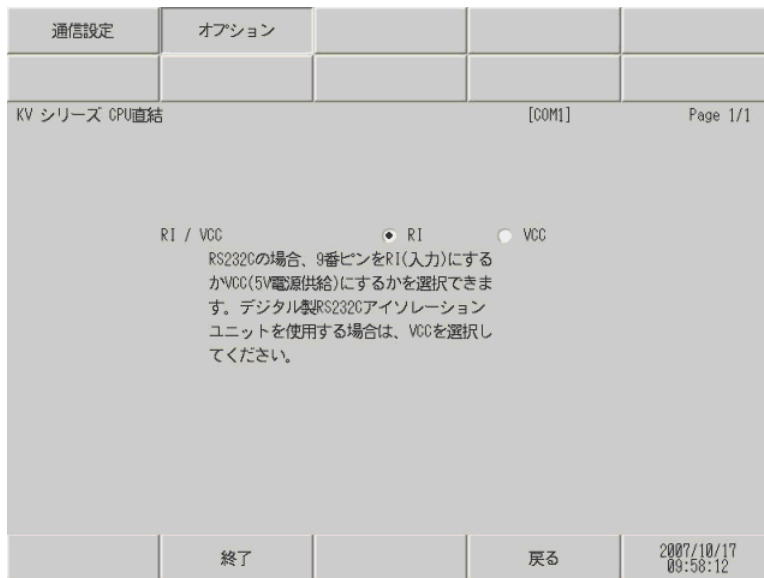 通信設定 オプション
KV シリーズ CPU直結 [COM1] Page 1/1
RI / VCC RI VCC
RS232Cの場合、9番ピンをRI(入力)にする
かVCC(5V電源供給)にするかを選択できま
す。デジタル製RS232Cアイソレーション
ユニットを使用する場合は、VCCを選択し
てください。
終了 戻る 2007/10/17
09:58:12